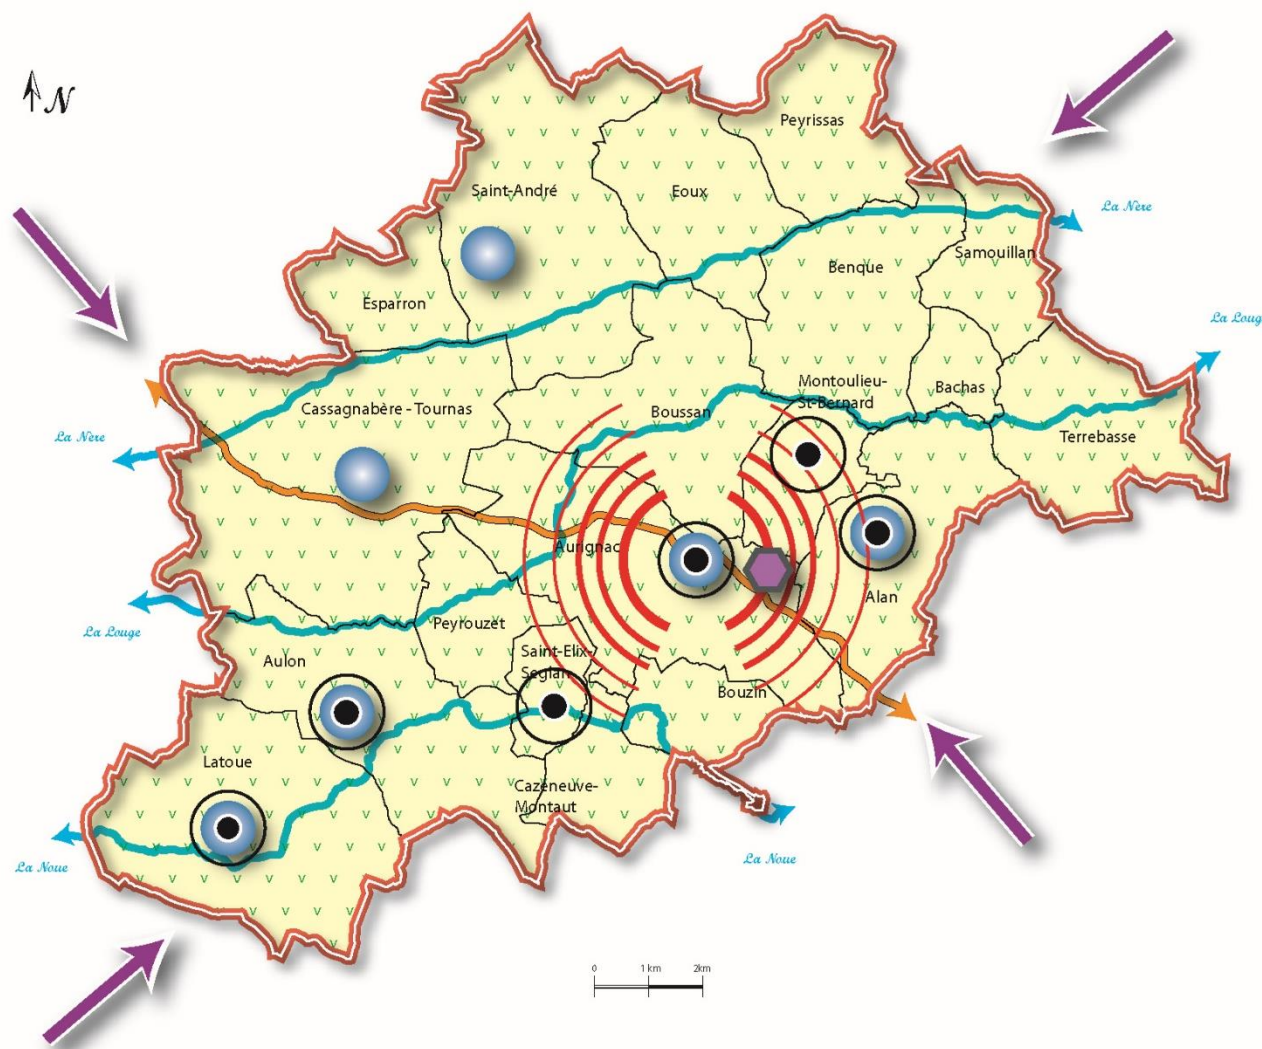 N
Peyrissas
Saint-André
Eoux
La Nère
Samouillan
Benque
Esparron
La Loug
Montoulieu-
St-Bernard
Bachas
Cassagnabère - Tournas
Boussan
La Nère
Terrebasse
Aurignac
Alan
La Louge
Peyrouzet
Saint-Elix-
Séglan
Aulon
Bouzin
Latoue
Cazeneuve-
Montaut
La Noue
La Noue
0 1 km 2km